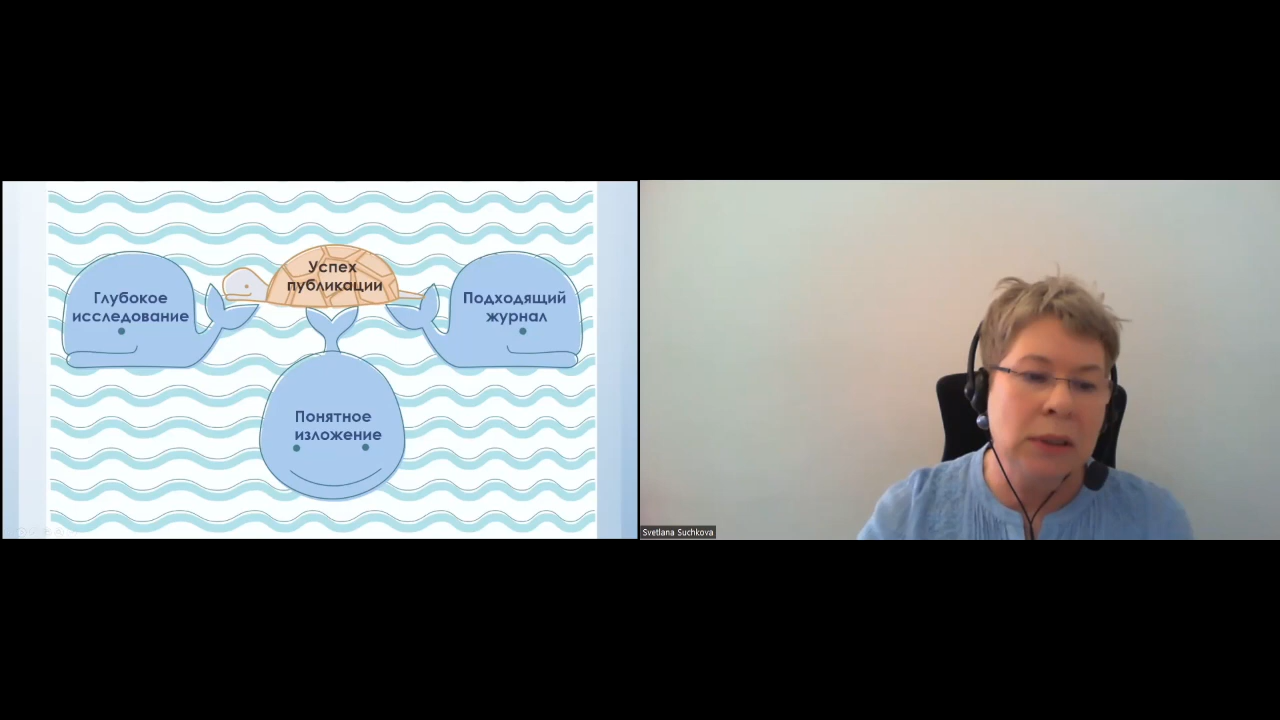 Успех
публикации
Глубокое
исследование
Подходящий
журнал
Понятное
изложение
Svetlana Suchkova